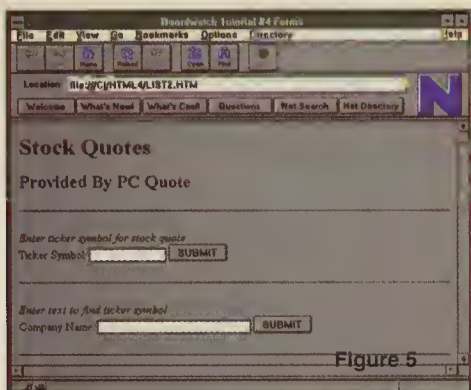 Boardwatch Tutorial #4 Forms
File Edit View Go Bookmarks Options Directory Help
Home Reload Open Find
Location: file:///C|/HTML4/LIST2.HTM
Welcome What's New! What's Cool! Questions Net Search Net Directory
N
Stock Quotes
Provided By PC Quote
Enter ticker symbol for stock quote
Ticker Symbol SUBMIT
Enter text to find ticker symbol
Company Name SUBMIT
Figure 5